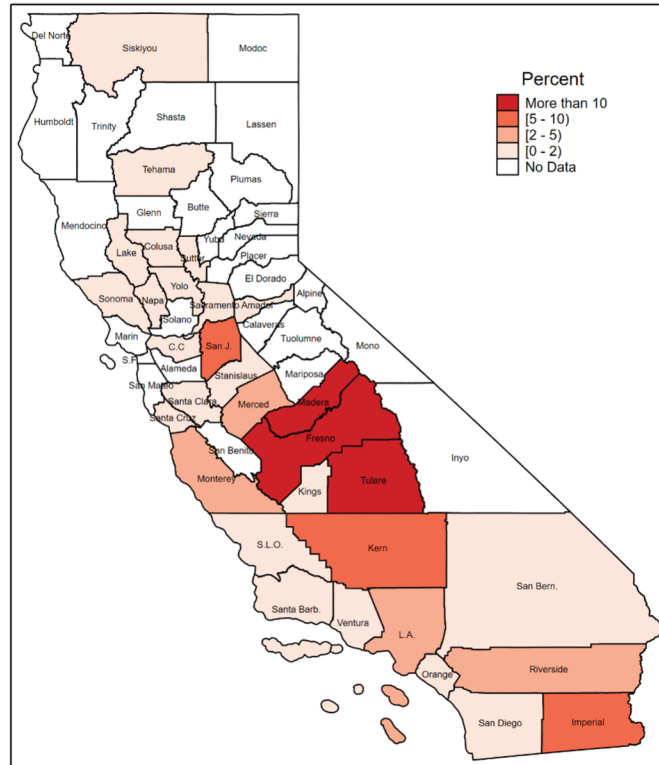 Del Norte
Siskiyou
Modoc
Percent
More than 10
[5 - 10)
[2 - 5)
[0 - 2)
No Data
Humboldt
Trinity
Shasta
Lassen
Tehama
Plumas
Mendocino
Glenn
Butte
Sierra
Lake
Colusa
Sutter
Yuba
Nevada
Placer
Sonoma
Napa
Yolo
El Dorado
Sacramento
Amador
Alpine
Solano
Marin
C.C
San J.
Calaveras
Tuolumne
Mono
S.F.
Alameda
Stanislaus
Mariposa
San Mateo
Santa Clara
Merced
Madera
Santa Cruz
San Benito
Fresno
Inyo
Monterey
Kings
Tulare
S.L.O.
Kern
San Bern.
Santa Barb.
Ventura
L.A.
Orange
Riverside
San Diego
Imperial